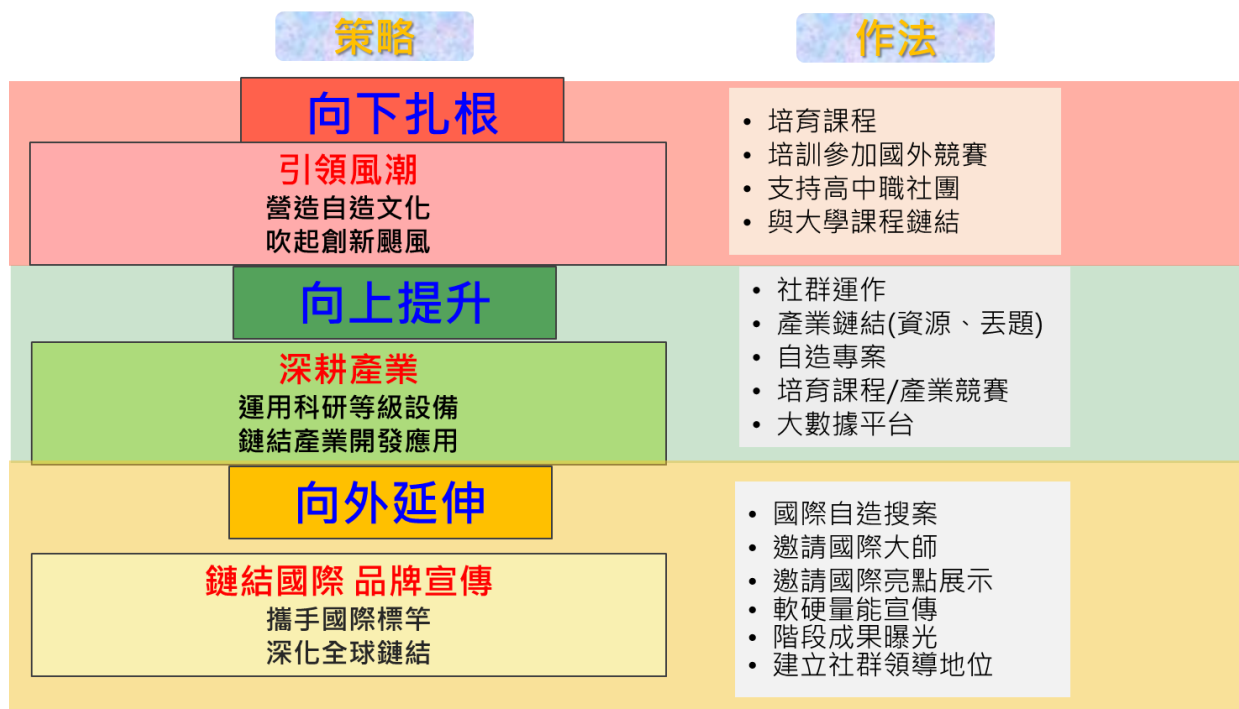 策略
作法
向下扎根
引領風潮
營造自造文化
吹起創新颶風
• 培育課程
• 培訓參加國外競賽
• 支持高中職社團
• 與大學課程鏈結
向上提升
深耕產業
運用科研等級設備
鏈結產業開發應用
• 社群運作
• 產業鏈結(資源、丟題)
• 自造專案
• 培育課程/產業競賽
• 大數據平台
向外延伸
鏈結國際 品牌宣傳
攜手國際標竿
深化全球鏈結
• 國際自造搜案
• 邀請國際大師
• 邀請國際亮點展示
• 軟硬量能宣傳
• 階段成果曝光
• 建立社群領導地位